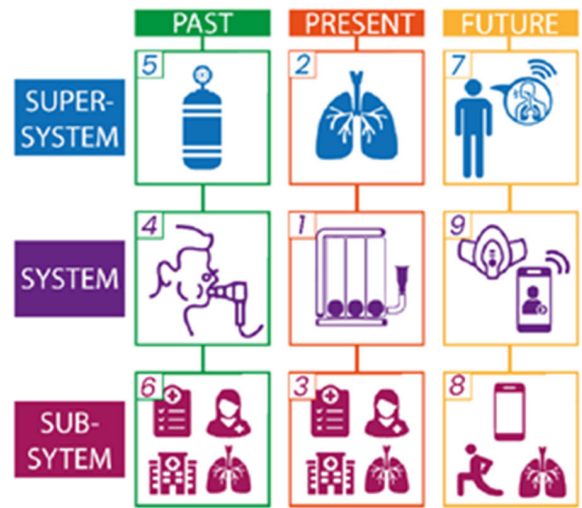 PAST PRESENT FUTURE
5 2 7
SUPER-
SYSTEM
4 1 9
SYSTEM
6 3 8
SUB-
SYTEM